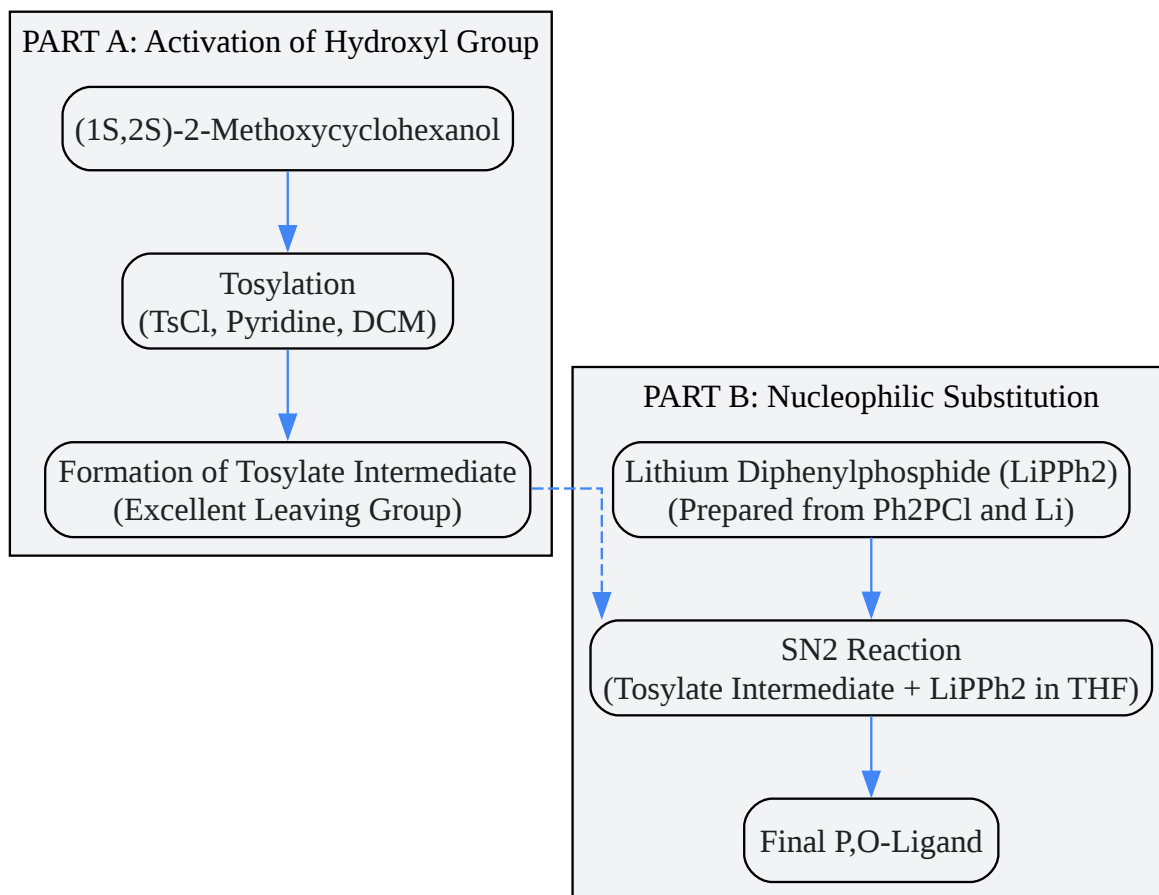 PART A: Activation of Hydroxyl Group
(1S,2S)-2-Methoxycyclohexanol
Tosylation
(TsCl, Pyridine, DCM)
Formation of Tosylate Intermediate
(Excellent Leaving Group)
PART B: Nucleophilic Substitution
Lithium Diphenylphosphide (LiPPh2)
(Prepared from Ph2PCl and Li)
SN2 Reaction
(Tosylate Intermediate + LiPPh2 in THF)
Final P,O-Ligand